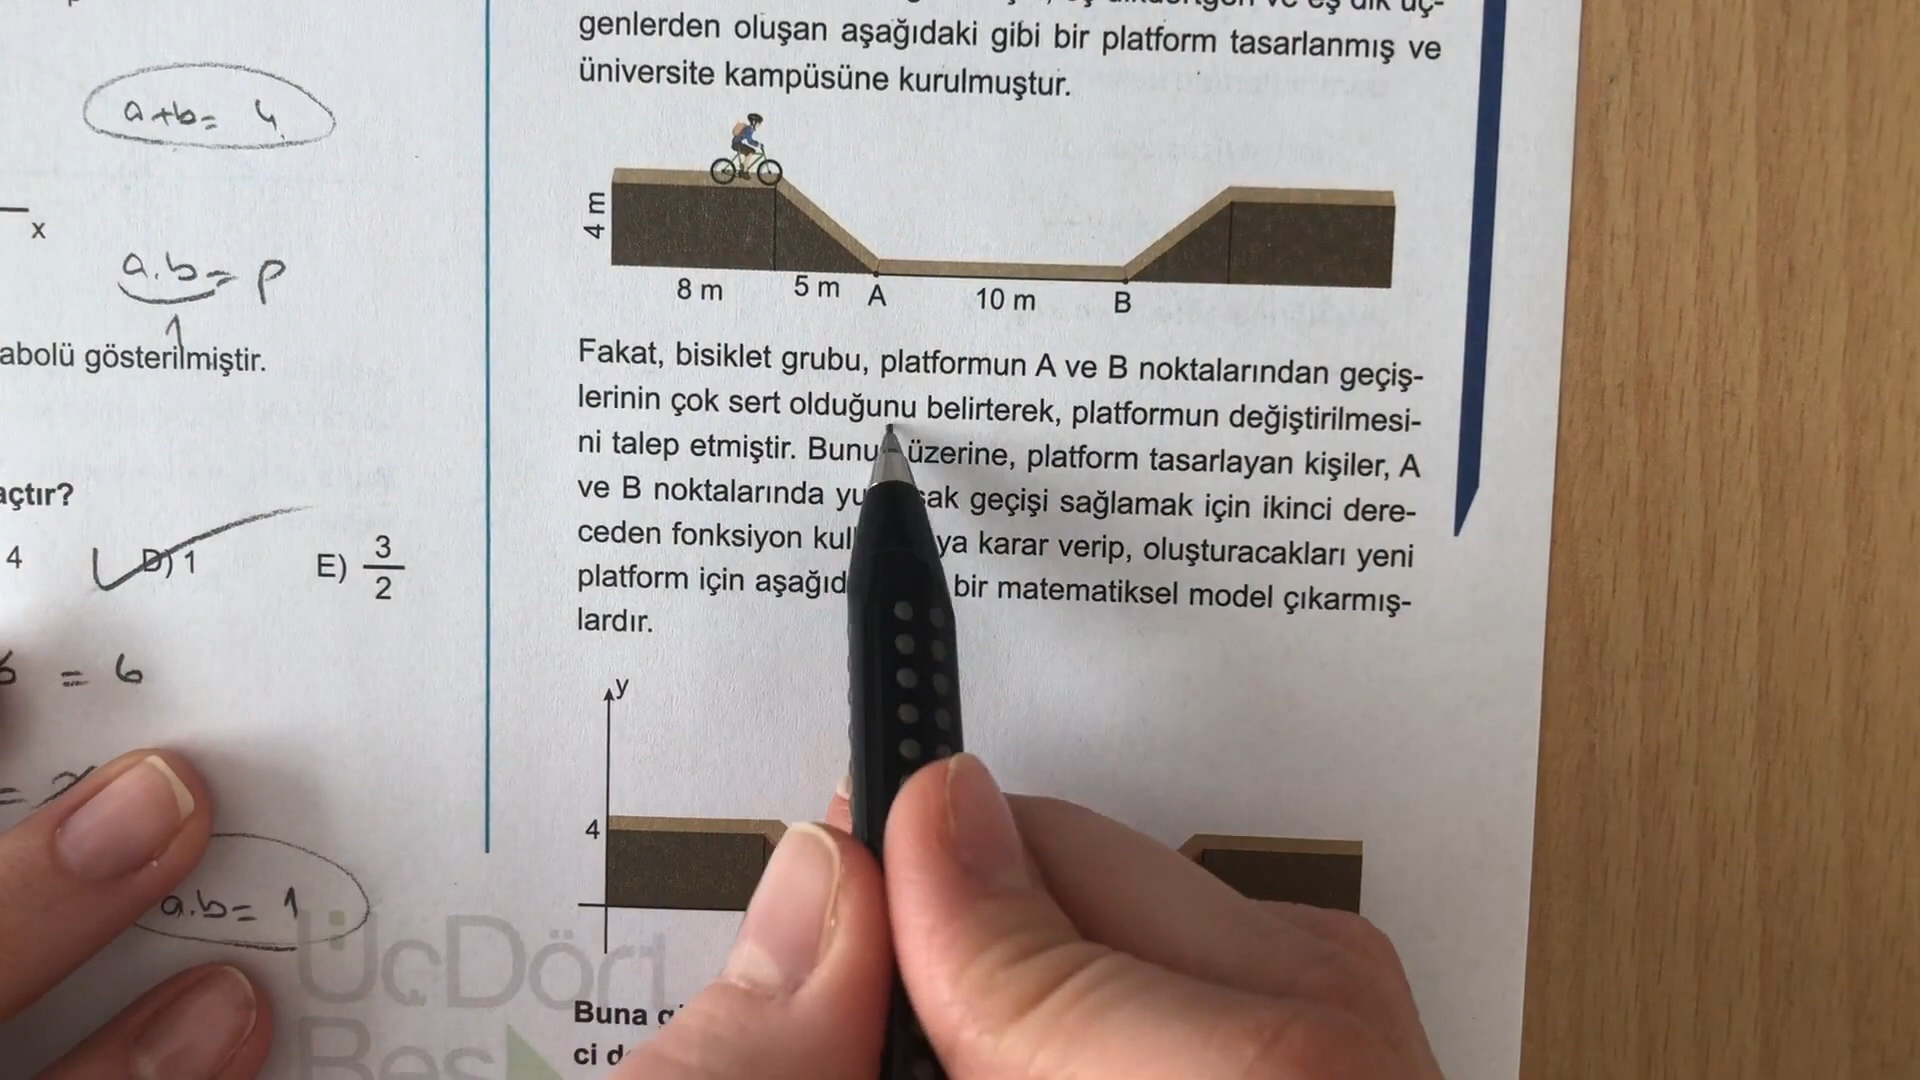 a+b= 4
x
a.b= p
1
abolü gösterilmiştir.
açtır?
4
D) 1
E) 3/2
= 6
a.b= 1
genlerden oluşan aşağıdaki gibi bir platform tasarlanmış ve
üniversite kampüsüne kurulmuştur.
4 m
8 m
5 m
A
10 m
B
Fakat, bisiklet grubu, platformun A ve B noktalarından geçiş-
lerinin çok sert olduğunu belirterek, platformun değiştirilmesi-
ni talep etmiştir. üzerine, platform tasarlayan kişiler, A
ve B noktalarında geçişi sağlamak için ikinci dere-
ceden fonksiyon karar verip, oluşturacakları yeni
platform için bir matematiksel model çıkarmış-
lardır.
y
4
Buna
ci
ÜçDört
Beş